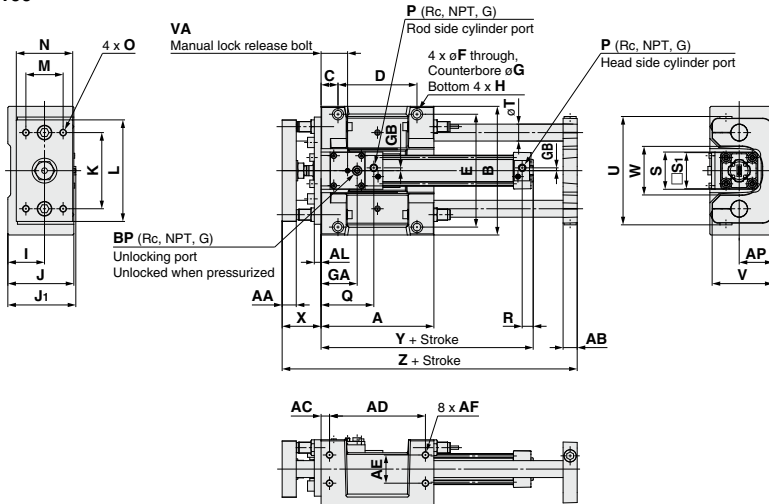 VA
Manual lock release bolt
P (Rc, NPT, G)
Rod side cylinder port
4 x øF through,
Counterbore øG
Bottom 4 x H
P (Rc, NPT, G)
Head side cylinder port
N
M
4 x O
K
L
I
J
J1
C
D
GB
øT
GB
E
B
BP (Rc, NPT, G)
Unlocking port
Unlocked when pressurized
AL
GA
Q
AA
X
A
R
Y + Stroke
AB
Z + Stroke
U
W
S
□S1
AP
V
AC
AD
8 x AF
AE